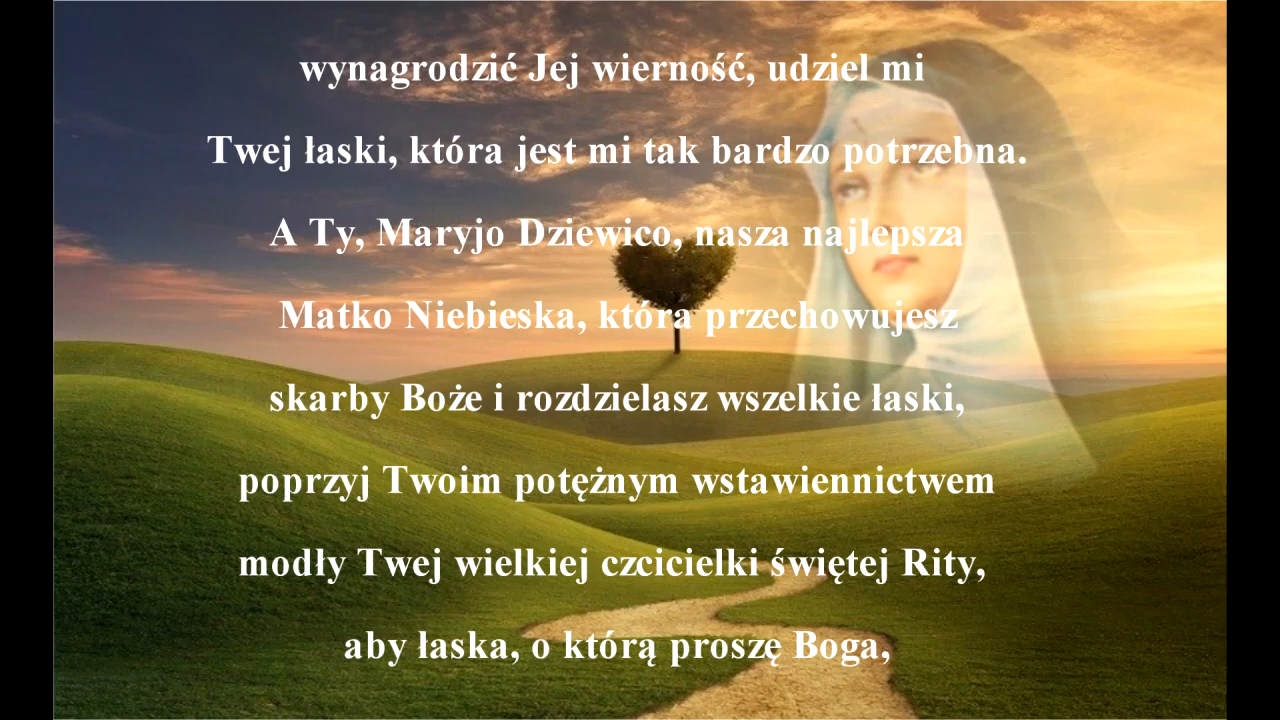 wynagrodzić Jej wierność, udziel mi
Twej łaski, która jest mi tak bardzo potrzebna.
A Ty, Maryjo Dziewico, nasza najlepsza
Matko Niebieska, która przechowujesz
skarby Boże i rozdzielasz wszelkie łaski,
poprzyj Twoim potężnym wstawiennictwem
modły Twej wielkiej czcicielki świętej Rity,
aby łaska, o którą proszę Boga,